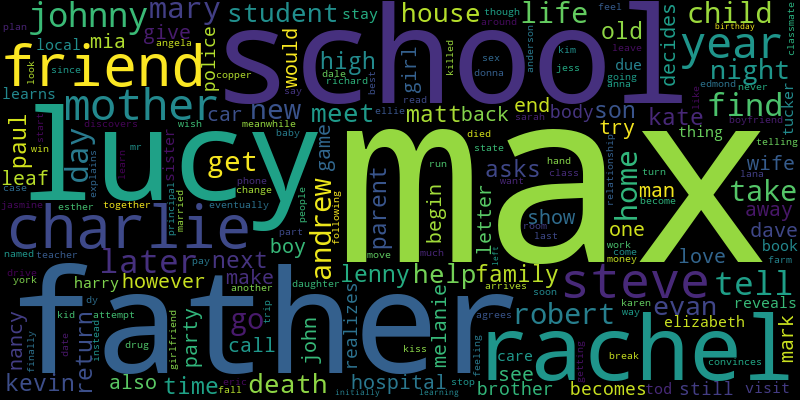 johnny
mary
student
stay
though
around
house
life
child
plan
angela
birthday
mia
give
police
would
high
girl
killed
old
decides
year
classmate
friend
school
local
since
look
copper
dale
richard
say
best
sex
donna
anderson
kim
jess
due
going
anna
leave
feel
never
night
learns
mother
car
new
meet
matt
back
end
body
son
kate
like
find
edmond
boyfriend
tucker
telling
paul
win
start
day
discovers
explains
mr
learn
wish
meanwhile
baby
game
ellie
read
died
state
sarah
try
thing
lucy
max
get
sister
phone
change
asks
hand
class
want
relationship
home
turn
become
man
lana
wife
take
leaf
case
jasmine
esther
together
principal
married
eventually
people
following
andrew
parent
begin
run
letter
show
room
last
one
work
money
away
dave
book
charlie
boy
part
move
much
left
come
love
farm
named
teacher
drive
york
later
next
pay
lenny
help
family
steve
tell
father
harry
however
make
another
daughter
trip
arrives
soon
evan
karen
way
reveals
nancy
finally
kid
return
dy
attempt
instead
date
drug
party
girlfriend
go
call
john
realizes
kiss
melanie
agrees
feeling
robert
elizabeth
mark
rachel
care
see
break
getting
convinces
kevin
also
time
eric
fall
death
initially
hospital
stop
learning
brother
becomes
tod
still
visit